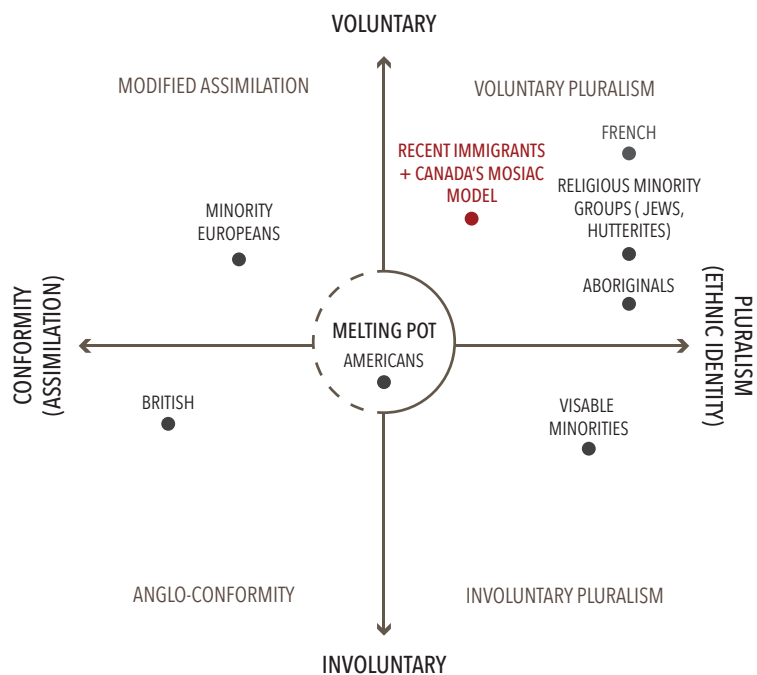 VOLUNTARY
MODIFIED ASSIMILATION
VOLUNTARY PLURALISM
FRENCH
RECENT IMMIGRANTS
+ CANADA'S MOSIAC
MODEL
RELIGIOUS MINORITY
GROUPS ( JEWS,
HUTTERITES)
MINORITY
EUROPEANS
ABORIGINALS
CONFORMITY
(ASSIMILATION)
MELTING POT
AMERICANS
PLURALISM
(ETHNIC IDENTITY)
BRITISH
VISABLE
MINORITIES
ANGLO-CONFORMITY
INVOLUNTARY PLURALISM
INVOLUNTARY